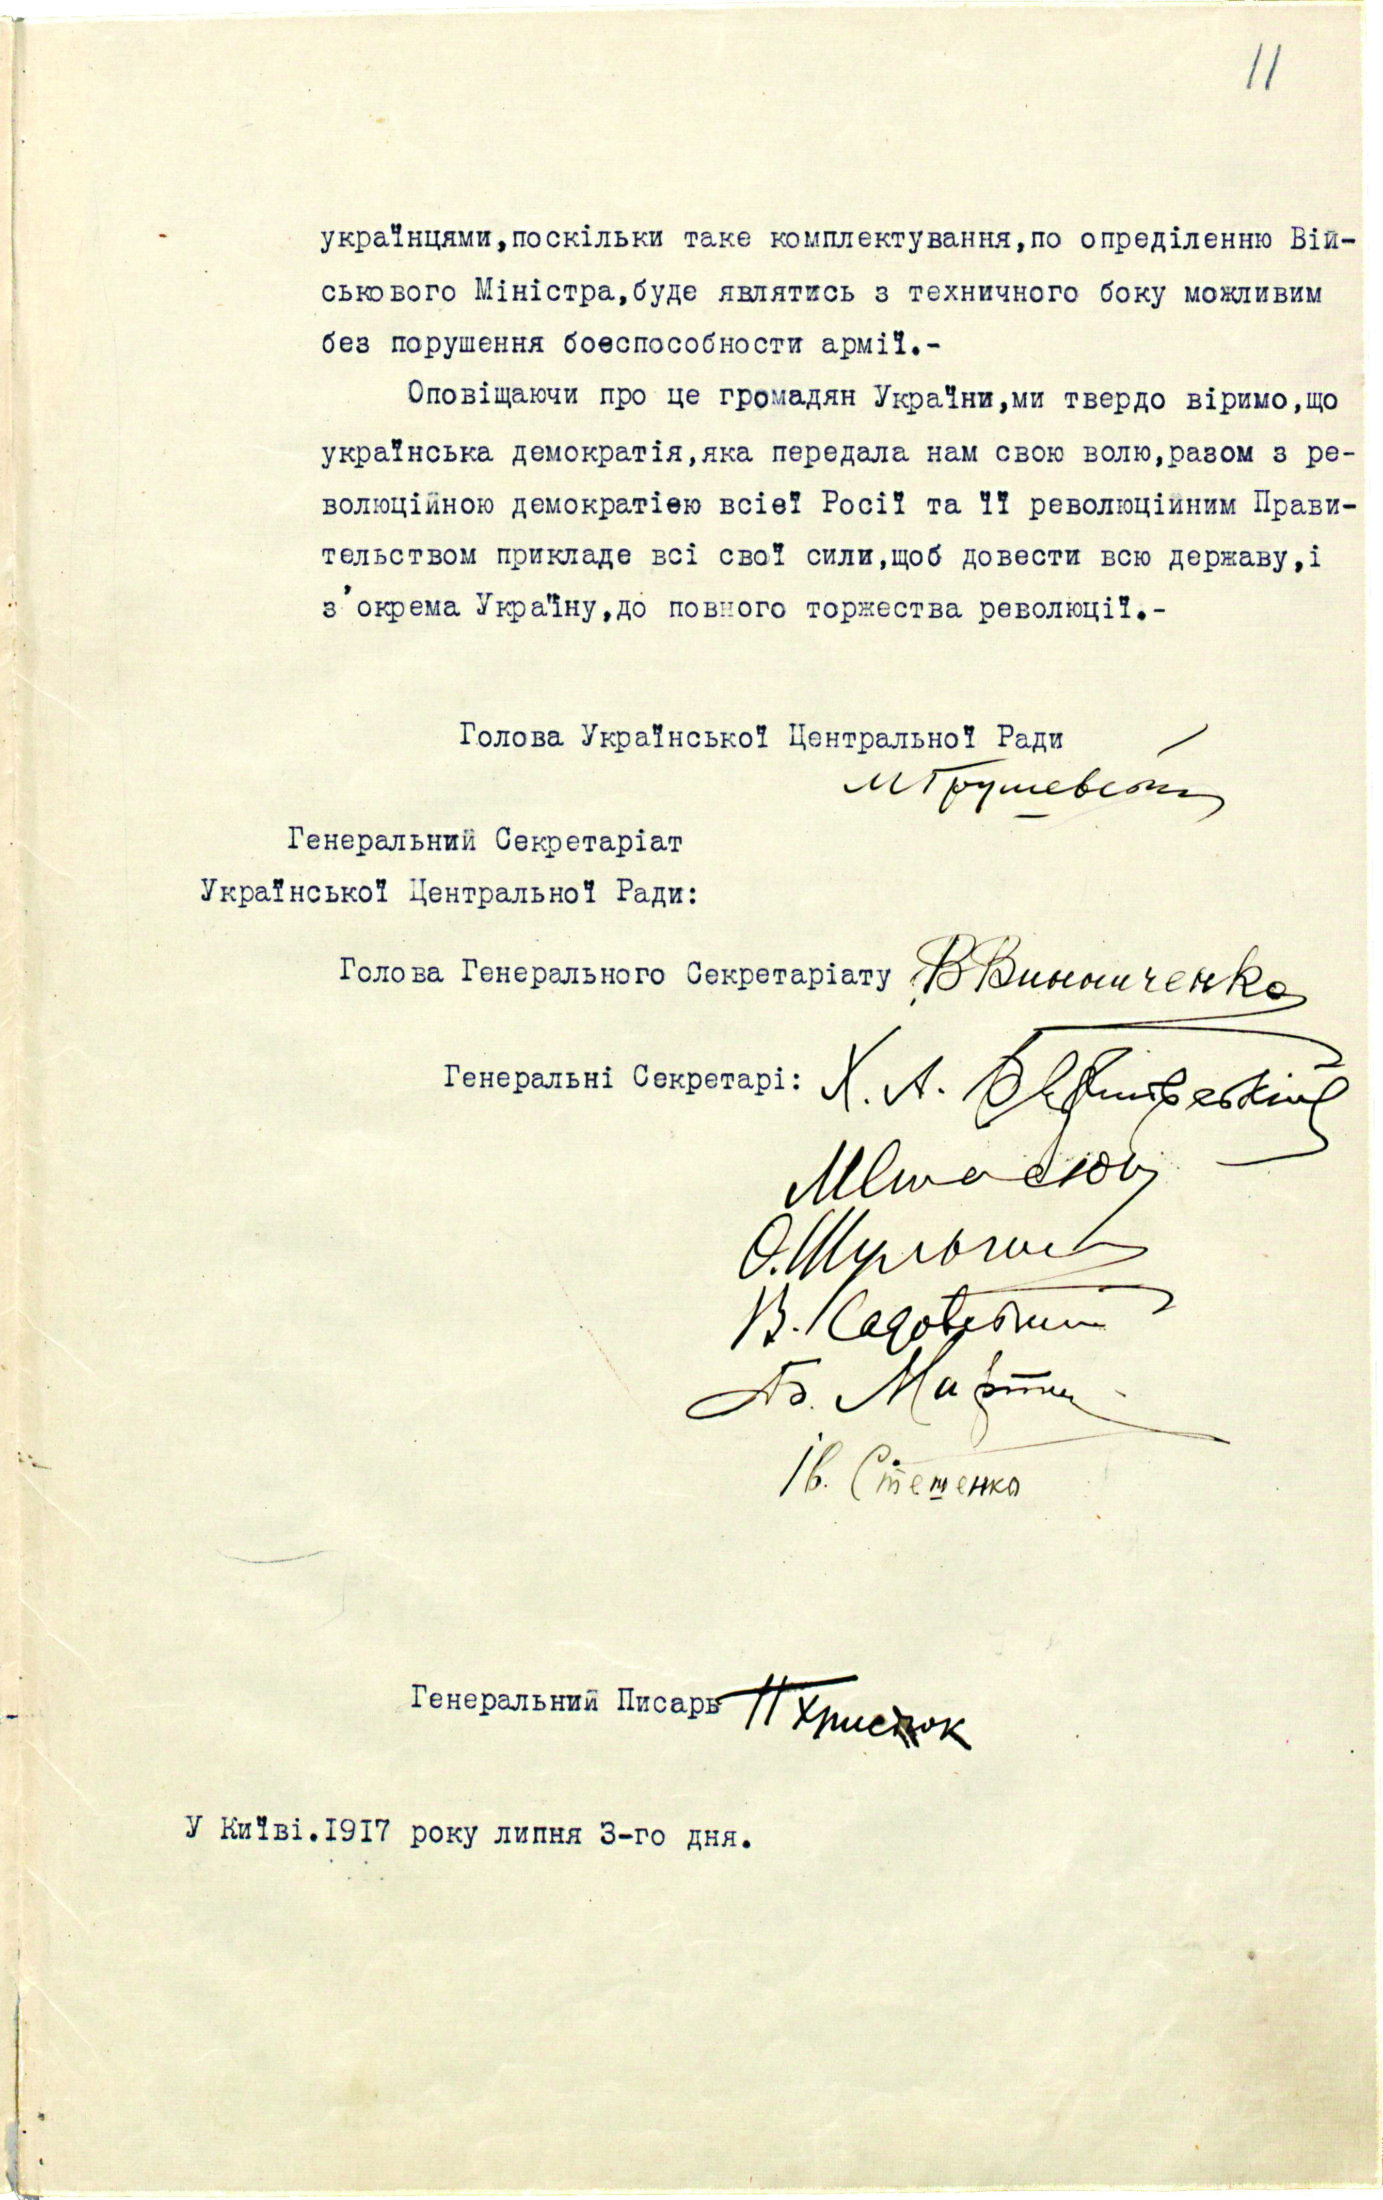 11
українцями,поскільки таке комплектування,по опреділенню Вій-
ськового Міністра,буде являтись з техничного боку можливим
без порушення боеспособности армії.-
Оповіщаючи про це громадян України,ми твердо віримо,що
українська демократія,яка передала нам свою волю,разом з ре-
волюційною демократією всієї Росії та її революційним Прави-
тельством прикладе всі свої сили,щоб довести всю державу,і
з'окрема Україну,до повного торжества революції.-
Голова Української Центральної Ради
МГрушевський
Генеральний Секретаріат
Української Центральної Ради:
Голова Генерального Секретаріату ВВинниченко
Генеральні Секретарі: Х. А.
О.Шульгин
В. Садовський
Б. Мартос
Ів. Стешенко
Генеральний Писарь П Христюк
У Київі.1917 року липня 3-го дня.